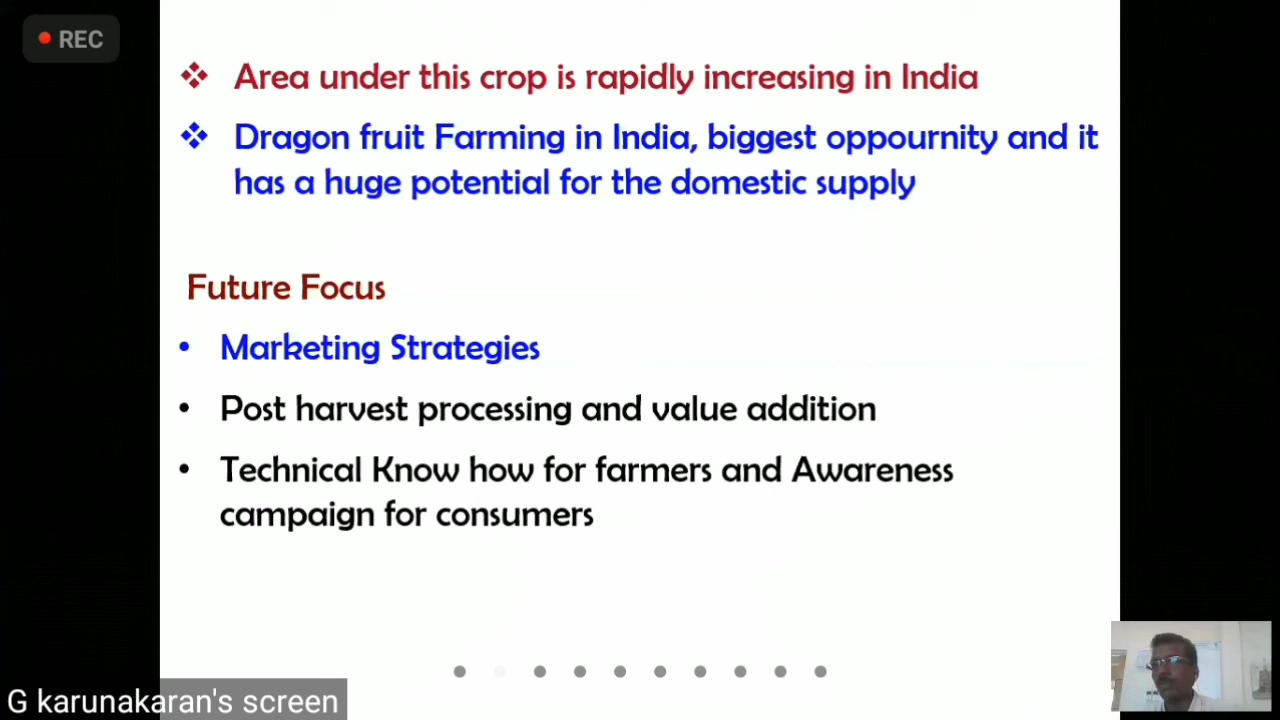 REC
Area under this crop is rapidly increasing in India
Dragon fruit Farming in India, biggest oppournity and it
has a huge potential for the domestic supply
Future Focus
Marketing Strategies
Post harvest processing and value addition
Technical Know how for farmers and Awareness
campaign for consumers
G karunakaran's screen